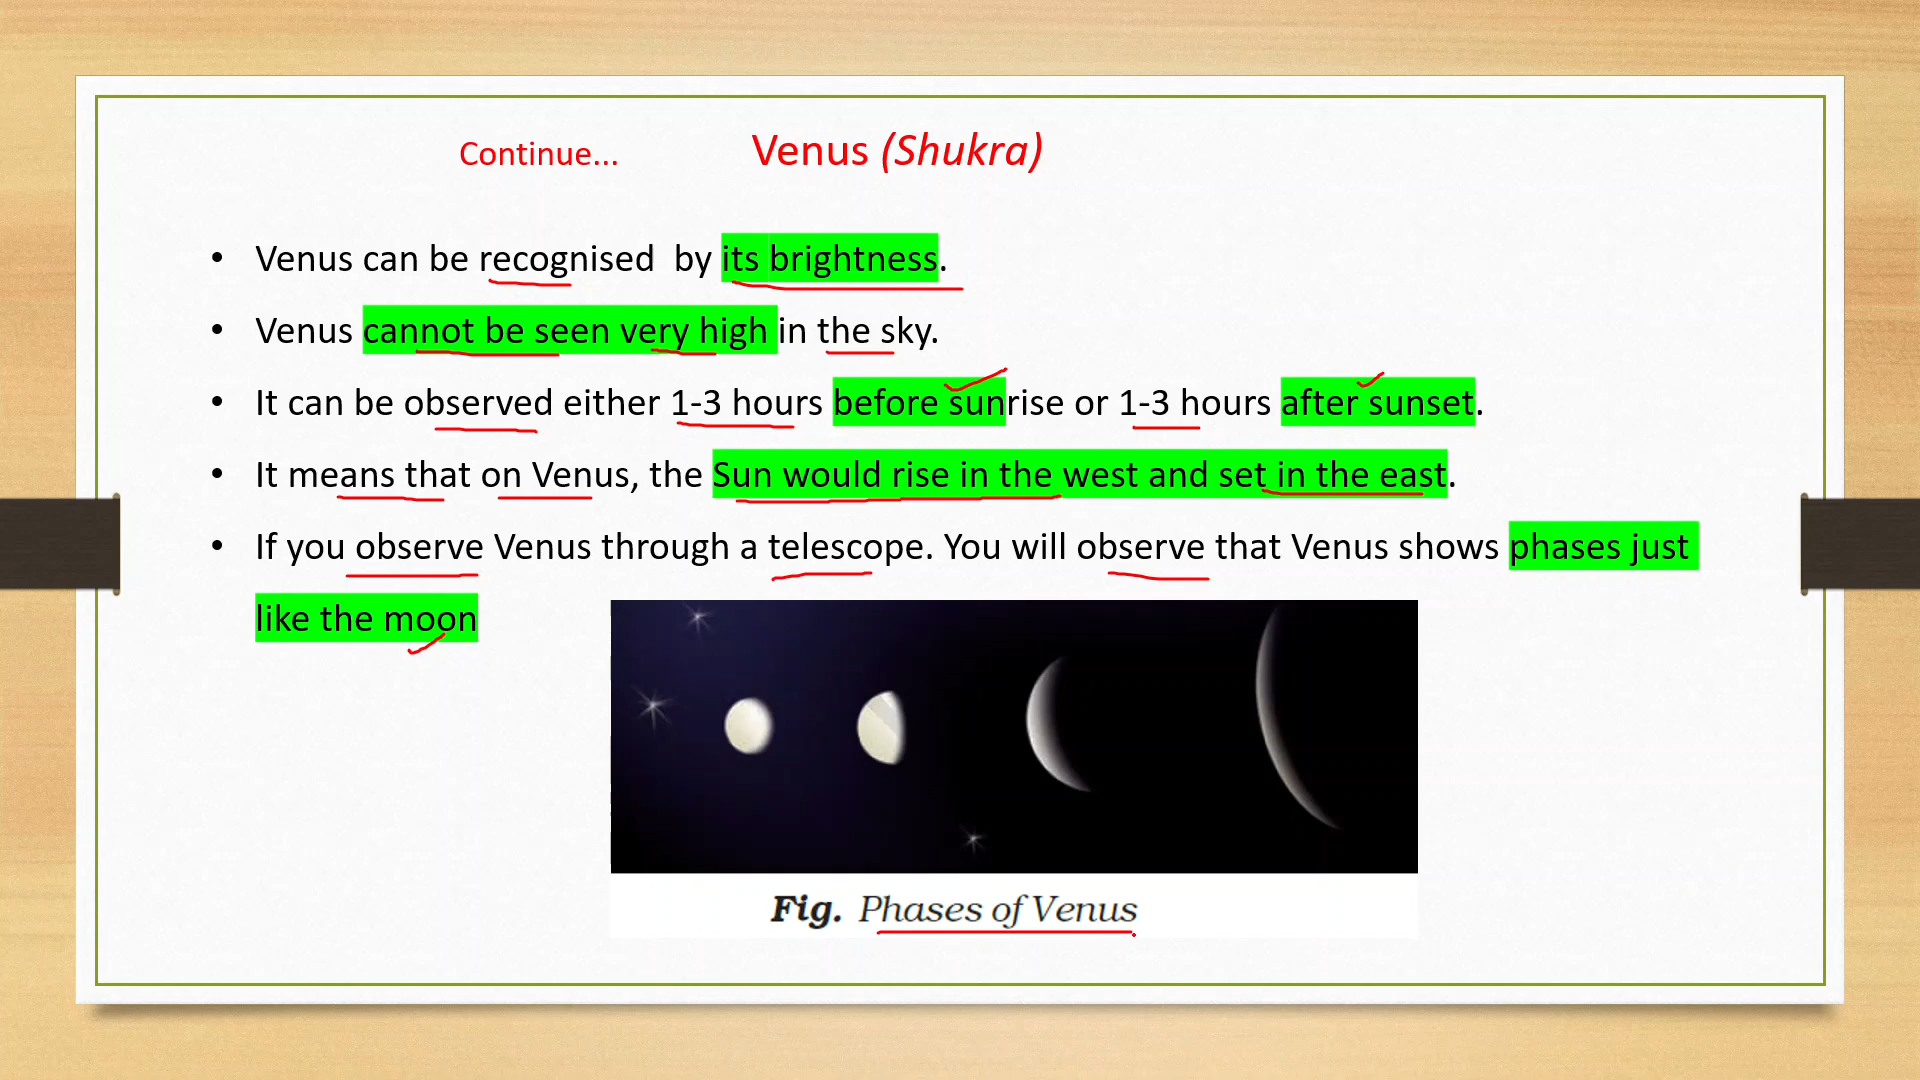 Continue... Venus (Shukra)
• Venus can be recognised by its brightness.
• Venus cannot be seen very high in the sky.
• It can be observed either 1-3 hours before sunrise or 1-3 hours after sunset.
• It means that on Venus, the Sun would rise in the west and set in the east.
• If you observe Venus through a telescope. You will observe that Venus shows phases just
like the moon
Fig. Phases of Venus